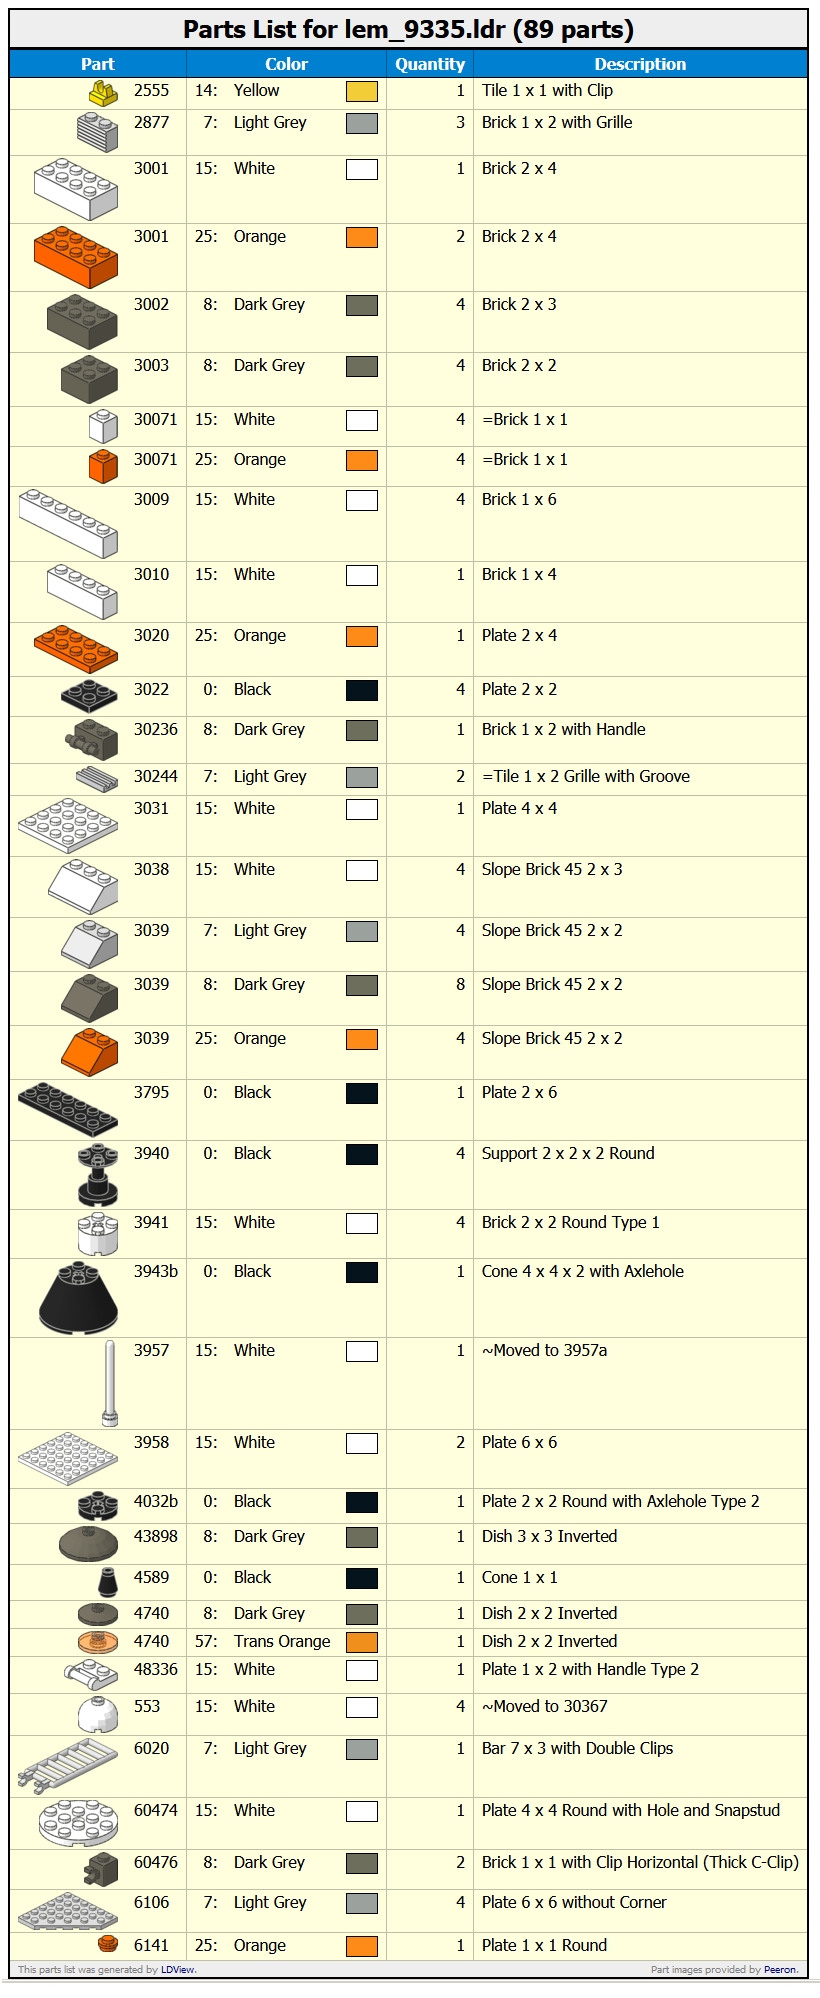 Parts List for lem_9335.ldr (89 parts)
Part Color Quantity Description
2555 14: Yellow 1 Tile 1 x 1 with Clip
2877 7: Light Grey 3 Brick 1 x 2 with Grille
3001 15: White 1 Brick 2 x 4
3001 25: Orange 2 Brick 2 x 4
3002 8: Dark Grey 4 Brick 2 x 3
3003 8: Dark Grey 4 Brick 2 x 2
30071 15: White 4 =Brick 1 x 1
30071 25: Orange 4 =Brick 1 x 1
3009 15: White 4 Brick 1 x 6
3010 15: White 1 Brick 1 x 4
3020 25: Orange 1 Plate 2 x 4
3022 0: Black 4 Plate 2 x 2
30236 8: Dark Grey 1 Brick 1 x 2 with Handle
30244 7: Light Grey 2 =Tile 1 x 2 Grille with Groove
3031 15: White 1 Plate 4 x 4
3038 15: White 4 Slope Brick 45 2 x 3
3039 7: Light Grey 4 Slope Brick 45 2 x 2
3039 8: Dark Grey 8 Slope Brick 45 2 x 2
3039 25: Orange 4 Slope Brick 45 2 x 2
3795 0: Black 1 Plate 2 x 6
3940 0: Black 4 Support 2 x 2 x 2 Round
3941 15: White 4 Brick 2 x 2 Round Type 1
3943b 0: Black 1 Cone 4 x 4 x 2 with Axlehole
3957 15: White 1 ~Moved to 3957a
3958 15: White 2 Plate 6 x 6
4032b 0: Black 1 Plate 2 x 2 Round with Axlehole Type 2
43898 8: Dark Grey 1 Dish 3 x 3 Inverted
4589 0: Black 1 Cone 1 x 1
4740 8: Dark Grey 1 Dish 2 x 2 Inverted
4740 57: Trans Orange 1 Dish 2 x 2 Inverted
48336 15: White 1 Plate 1 x 2 with Handle Type 2
553 15: White 4 ~Moved to 30367
6020 7: Light Grey 1 Bar 7 x 3 with Double Clips
60474 15: White 1 Plate 4 x 4 Round with Hole and Snapstud
60476 8: Dark Grey 2 Brick 1 x 1 with Clip Horizontal (Thick C-Clip)
6106 7: Light Grey 4 Plate 6 x 6 without Corner
6141 25: Orange 1 Plate 1 x 1 Round
This parts list was generated by LDView. Part images provided by Peeron.